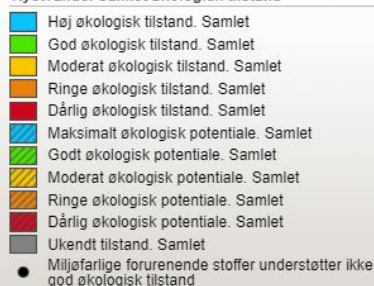 Høj økologisk tilstand. Samlet
God økologisk tilstand. Samlet
Moderat økologisk tilstand. Samlet
Ringe økologisk tilstand. Samlet
Dårlig økologisk tilstand. Samlet
Maksimalt økologisk potentiale. Samlet
Godt økologisk potentiale. Samlet
Moderat økologisk potentiale. Samlet
Ringe økologisk potentiale. Samlet
Dårlig økologisk potentiale. Samlet
Ukendt tilstand. Samlet
Miljøfarlige forurenende stoffer understøtter ikke
god økologisk tilstand